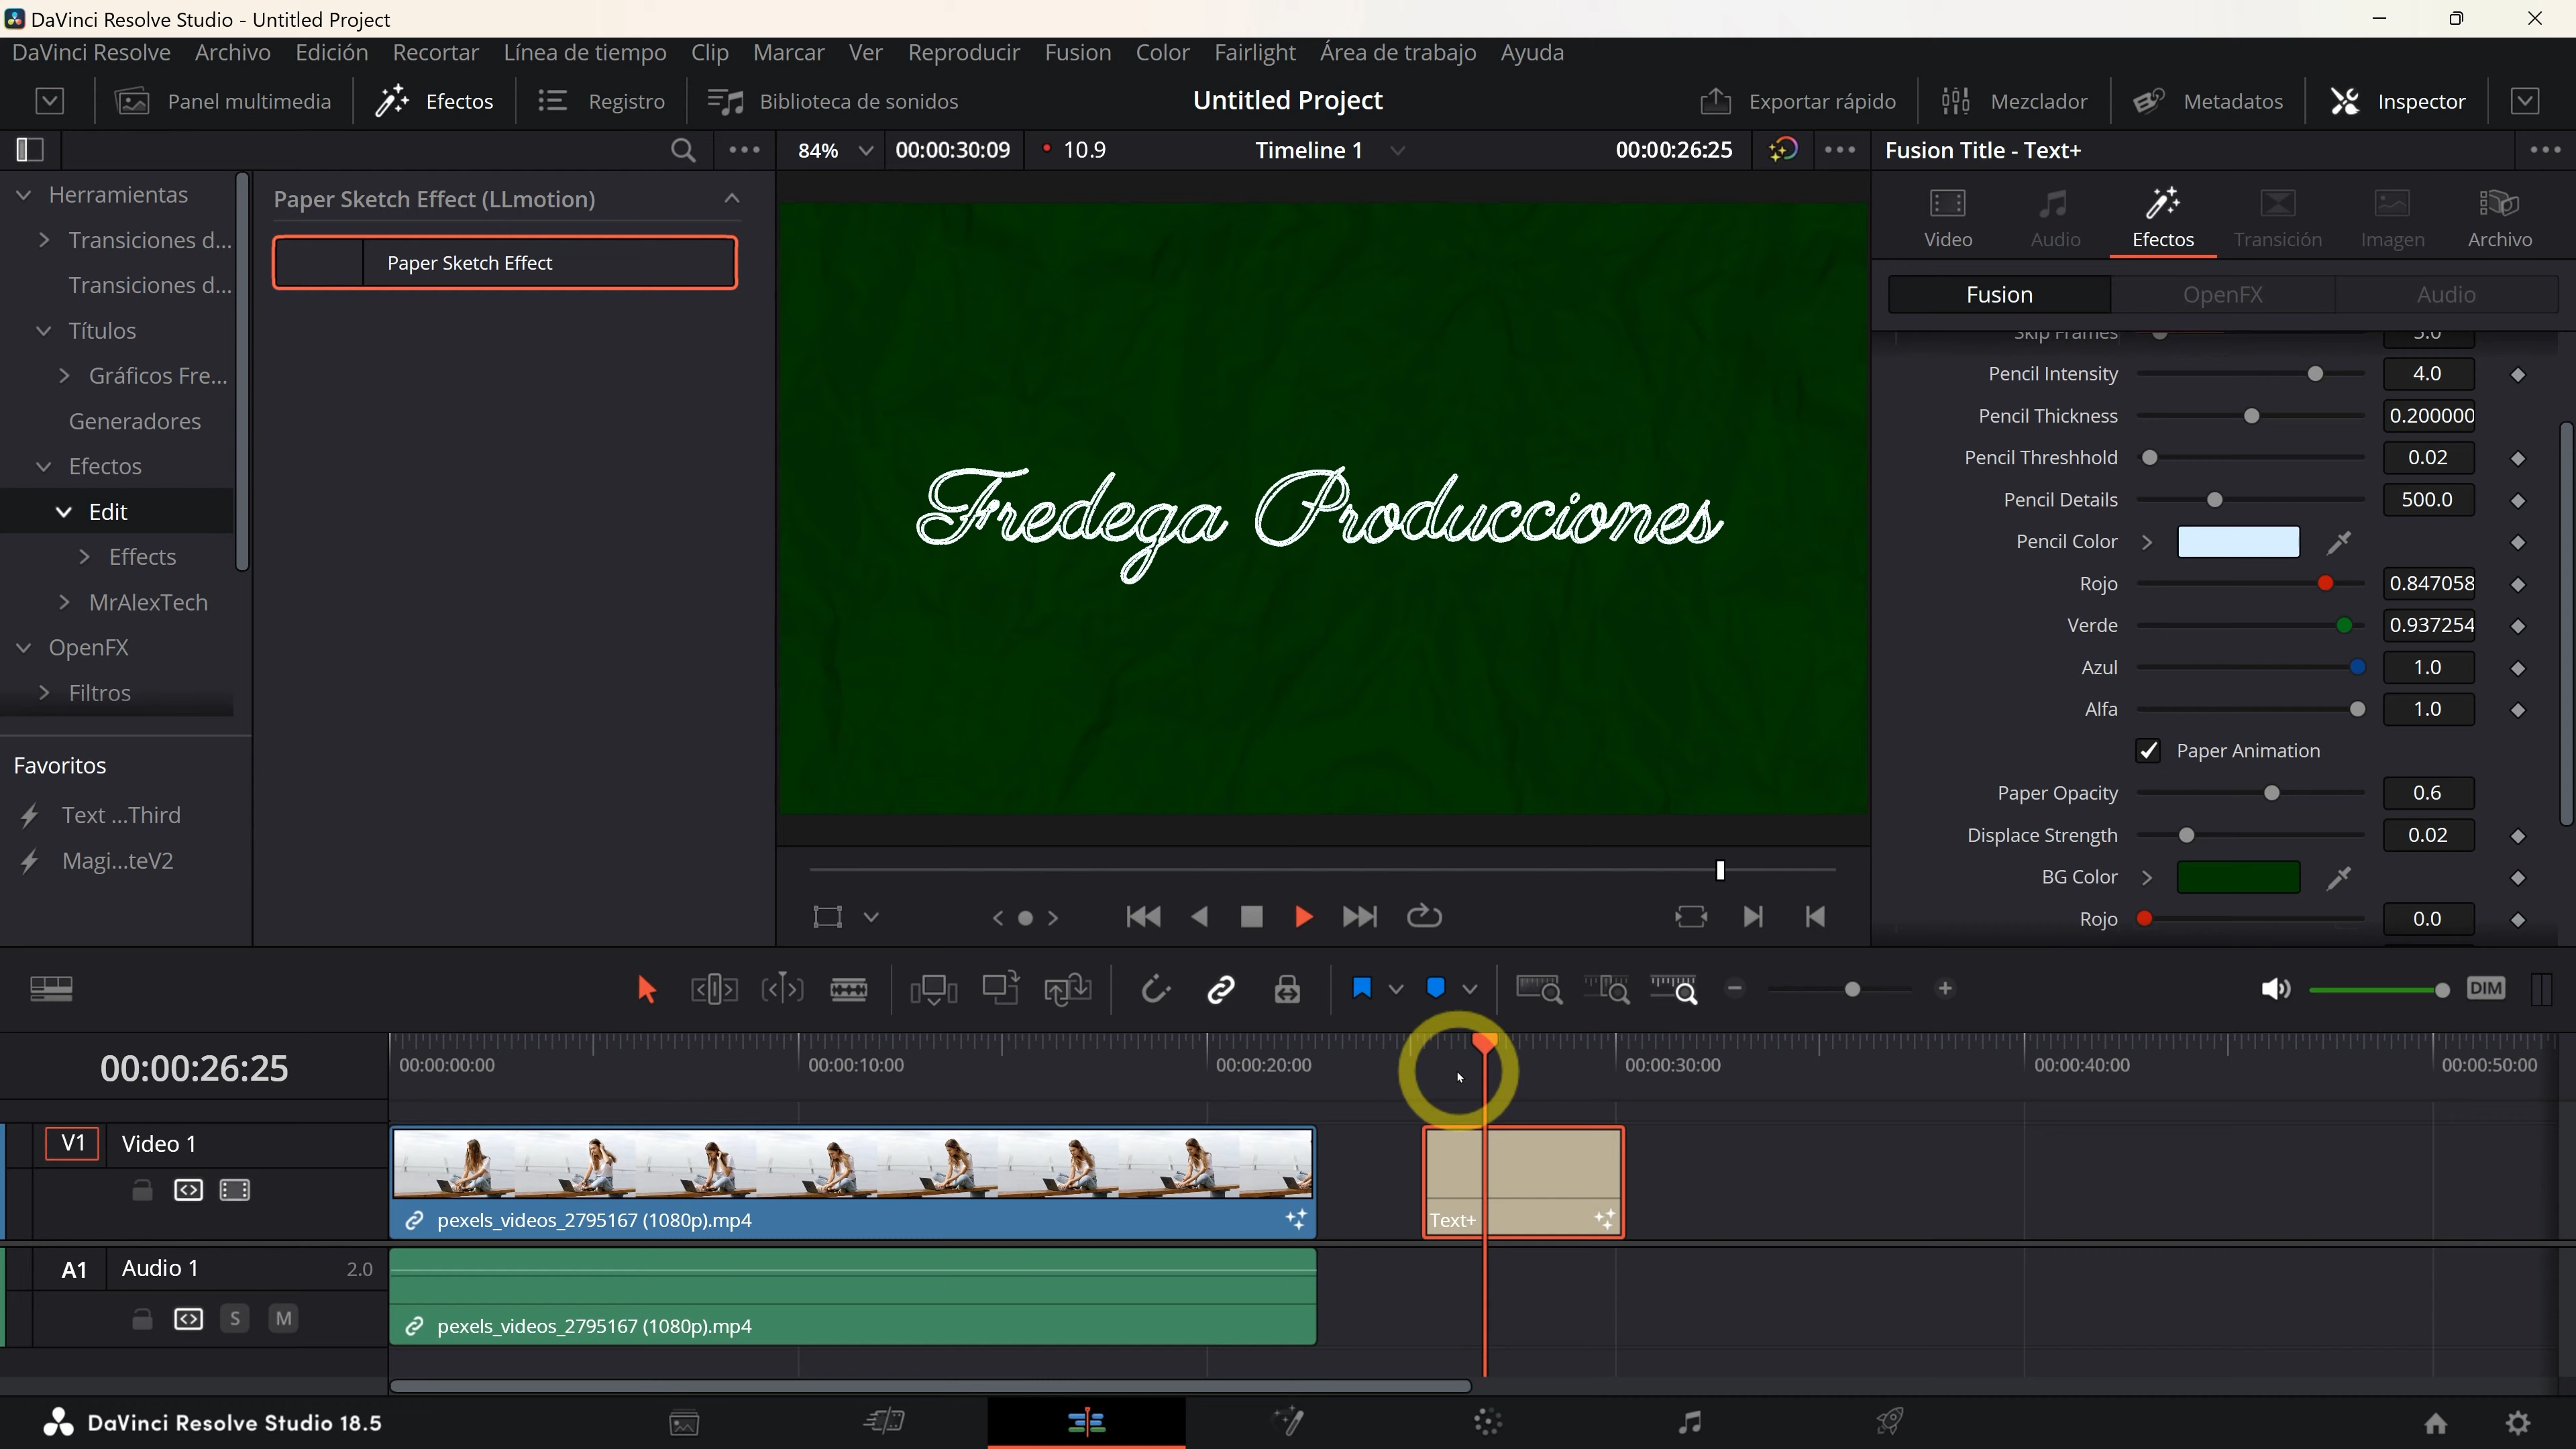 DaVinci Resolve Studio - Untitled Project
DaVinci Resolve Archivo Edición Recortar Línea de tiempo Clip Marcar Ver Reproducir Fusion Color Fairlight Área de trabajo Ayuda
Panel multimedia Efectos Registro Biblioteca de sonidos Untitled Project Exportar rápido Mezclador Metadatos Inspector
84% 00:00:30:09 10.9 Timeline 1 00:00:26:25 Fusion Title - Text+
Herramientas
Transiciones d...
Transiciones d...
Títulos
Gráficos Fre...
Generadores
Efectos
Edit
Effects
MrAlexTech
OpenFX
Filtros
Favoritos
Text ...Third
Magi...teV2
Paper Sketch Effect (LLmotion)
Paper Sketch Effect
Fredega Producciones
Video Audio Efectos Transición Imagen Archivo
Fusion OpenFX Audio
Skip Frames 5.0
Pencil Intensity 4.0
Pencil Thickness 0.200000
Pencil Threshhold 0.02
Pencil Details 500.0
Pencil Color
Rojo 0.847058
Verde 0.937254
Azul 1.0
Alfa 1.0
Paper Animation
Paper Opacity 0.6
Displace Strength 0.02
BG Color
Rojo 0.0
DIM
00:00:26:25 00:00:00:00 00:00:10:00 00:00:20:00 00:00:30:00 00:00:40:00 00:00:50:00
V1 Video 1
pexels_videos_2795167 (1080p).mp4 Text+
A1 Audio 1 2.0
S M
pexels_videos_2795167 (1080p).mp4
DaVinci Resolve Studio 18.5